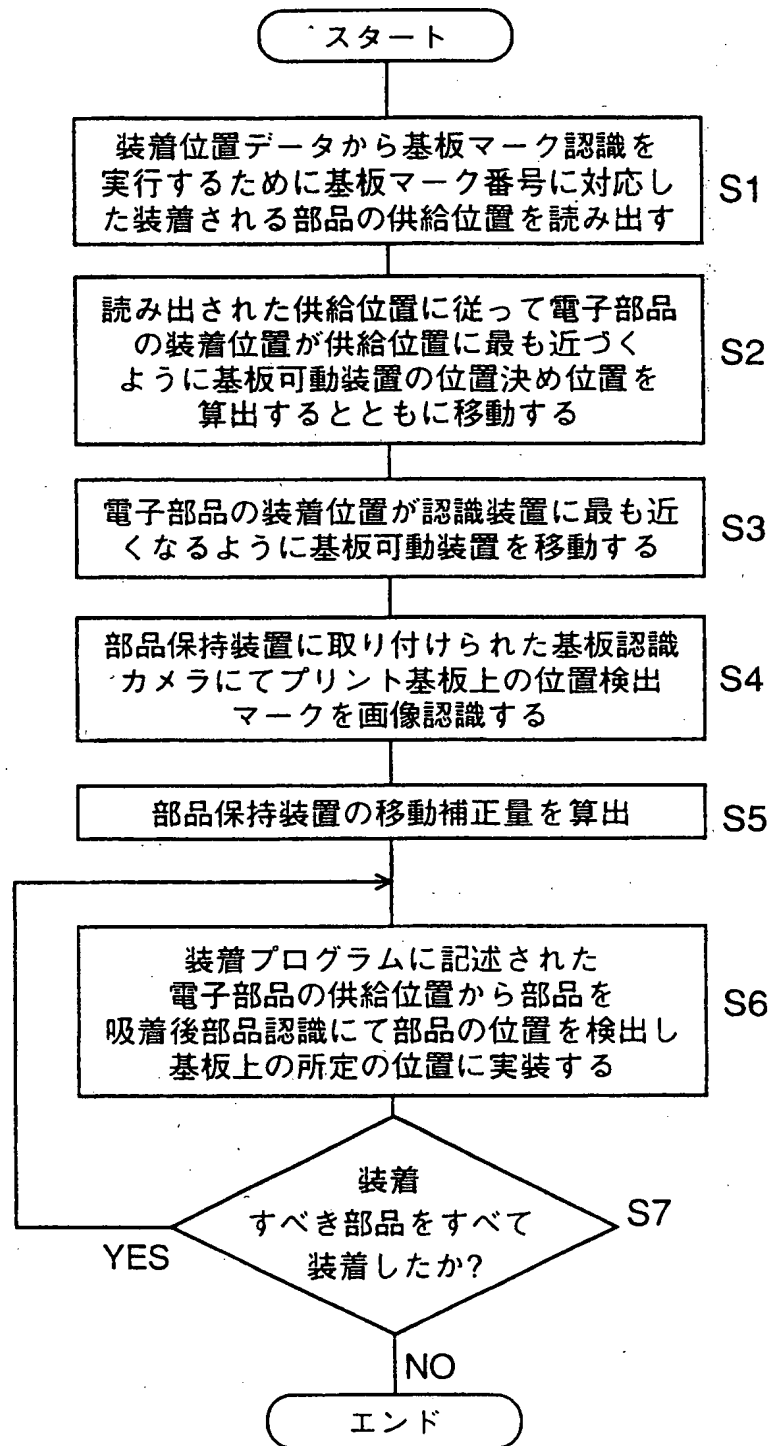 スタート
装着位置データから基板マーク認識を
実行するために基板マーク番号に対応し
た装着される部品の供給位置を読み出す
S1
読み出された供給位置に従って電子部品
の装着位置が供給位置に最も近づく
ように基板可動装置の位置決め位置を
算出するとともに移動する
S2
電子部品の装着位置が認識装置に最も近
くなるように基板可動装置を移動する
S3
部品保持装置に取り付けられた基板認識
カメラにてプリント基板上の位置検出
マークを画像認識する
S4
部品保持装置の移動補正量を算出
S5
装着プログラムに記述された
電子部品の供給位置から部品を
吸着後部品認識にて部品の位置を検出し
基板上の所定の位置に実装する
S6
装着
すべき部品をすべて
装着したか?
S7
YES
NO
エンド